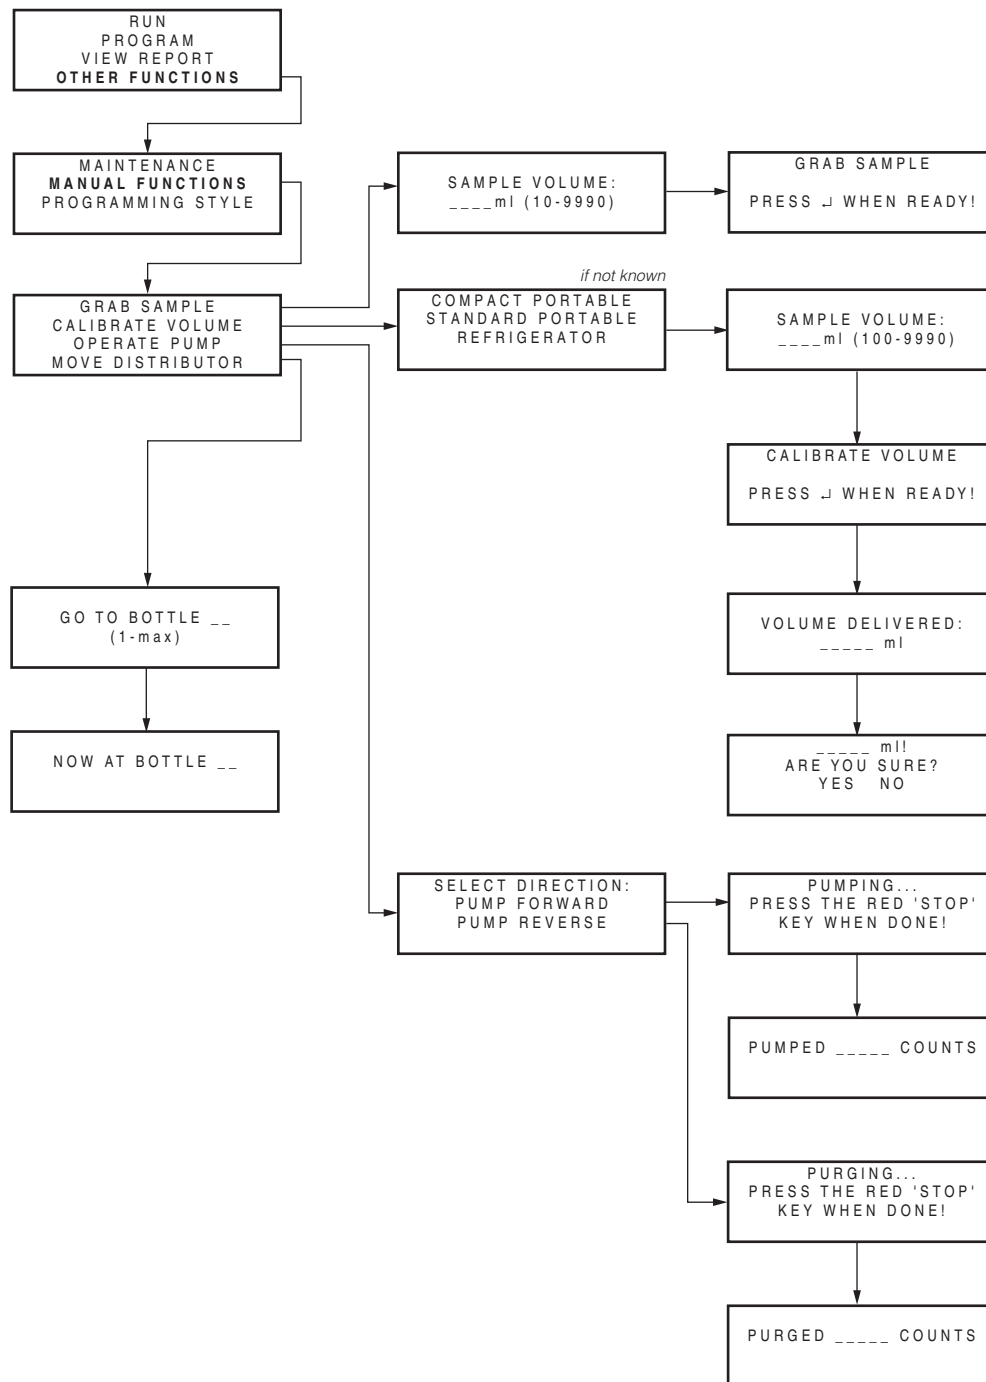 RUN
PROGRAM
VIEW REPORT
OTHER FUNCTIONS
MAINTENANCE
MANUAL FUNCTIONS
PROGRAMMING STYLE
GRAB SAMPLE
CALIBRATE VOLUME
OPERATE PUMP
MOVE DISTRIBUTOR
SAMPLE VOLUME:
____ml (10-9990)
GRAB SAMPLE
PRESS ↵ WHEN READY!
if not known
COMPACT PORTABLE
STANDARD PORTABLE
REFRIGERATOR
SAMPLE VOLUME:
____ml (100-9990)
CALIBRATE VOLUME
PRESS ↵ WHEN READY!
VOLUME DELIVERED:
_____ ml
_____ ml!
ARE YOU SURE?
YES NO
GO TO BOTTLE __
(1-max)
NOW AT BOTTLE __
SELECT DIRECTION:
PUMP FORWARD
PUMP REVERSE
PUMPING...
PRESS THE RED 'STOP'
KEY WHEN DONE!
PUMPED _____ COUNTS
PURGING...
PRESS THE RED 'STOP'
KEY WHEN DONE!
PURGED _____ COUNTS